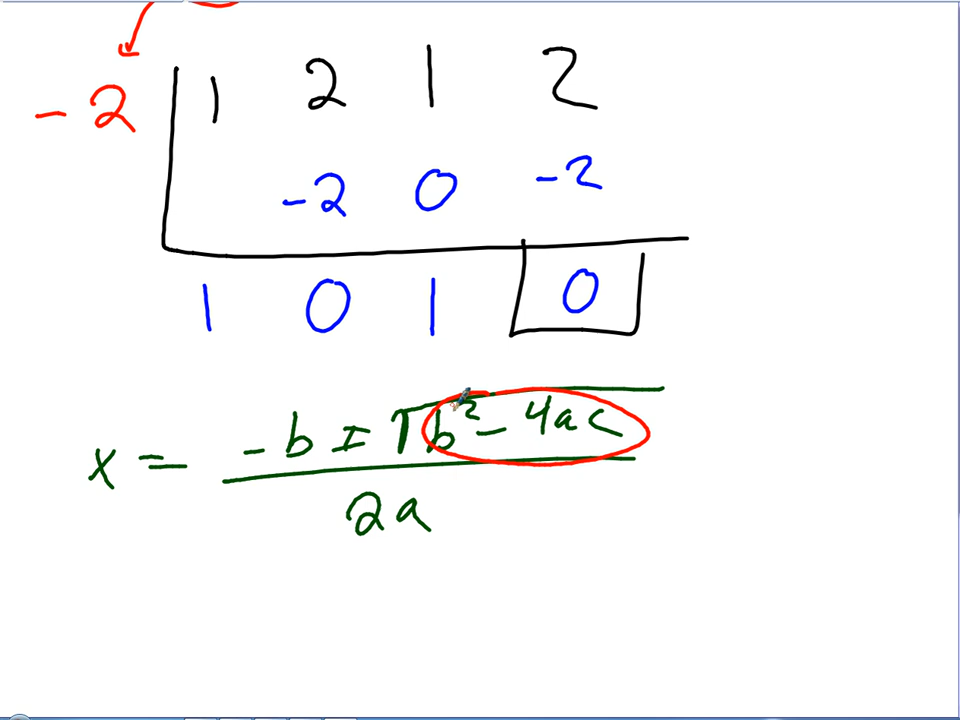 -2 | 1 2 1 2
-2 0 -2
1 0 1 0
x = -b ± √b² - 4ac
2a